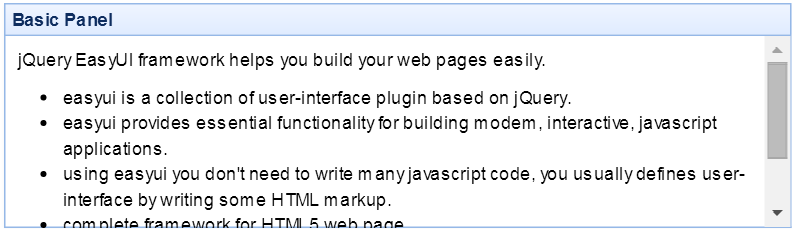 Basic Panel
jQuery EasyUI framework helps you build your web pages easily.
• easyui is a collection of user-interface plugin based on jQuery.
• easyui provides essential functionality for building modem, interactive, javascript
applications.
• using easyui you don't need to write many javascript code, you usually defines user-
interface by writing some HTML markup.
• complete framework for HTML5 web page